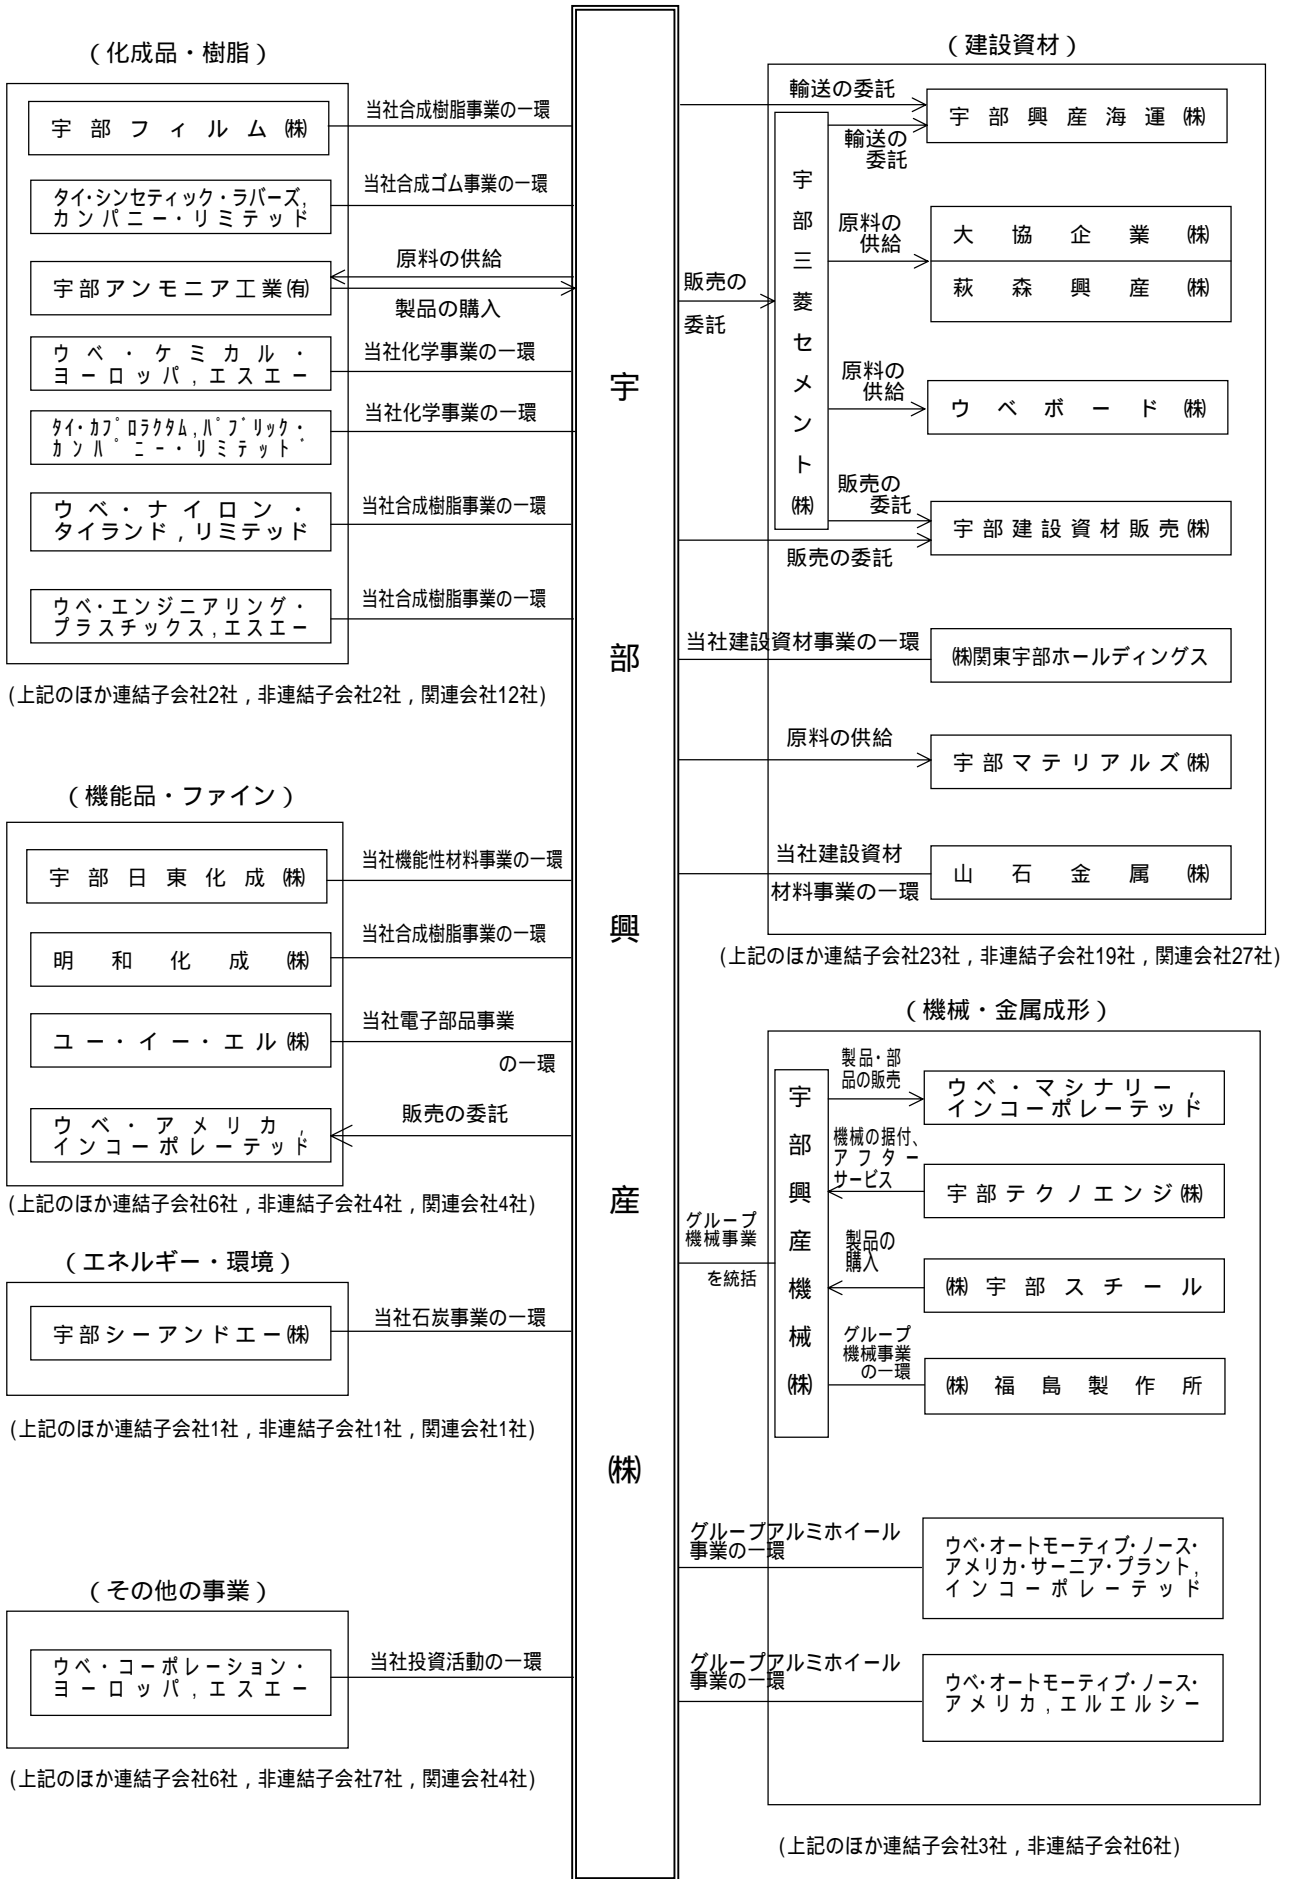 (化成品・樹脂)
宇部フィルム㈱
当社合成樹脂事業の一環
タイ・シンセティック・ラバーズ,
カンパニー・リミテッド
当社合成ゴム事業の一環
宇部アンモニア工業㈲
原料の供給
製品の購入
ウベ・ケミカル・
ヨーロッパ,エスエー
当社化学事業の一環
タイ・カプロラクタム,パブリック・
カンパニー・リミテッド
当社化学事業の一環
ウベ・ナイロン・
タイランド,リミテッド
当社合成樹脂事業の一環
ウベ・エンジニアリング・
プラスチックス,エスエー
当社合成樹脂事業の一環
(上記のほか連結子会社2社,非連結子会社2社,関連会社12社)
(機能品・ファイン)
宇部日東化成㈱
当社機能性材料事業の一環
明和化成㈱
当社合成樹脂事業の一環
ユー・イー・エル㈱
当社電子部品事業
の一環
ウベ・アメリカ,
インコーポレーテッド
販売の委託
(上記のほか連結子会社6社,非連結子会社4社,関連会社4社)
(エネルギー・環境)
宇部シーアンドエー㈱
当社石炭事業の一環
(上記のほか連結子会社1社,非連結子会社1社,関連会社1社)
(その他の事業)
ウベ・コーポレーション・
ヨーロッパ,エスエー
当社投資活動の一環
(上記のほか連結子会社6社,非連結子会社7社,関連会社4社)
宇部興産㈱
(建設資材)
輸送の委託
宇部興産海運㈱
輸送の
委託
宇部三菱セメント㈱
販売の
委託
原料の
供給
大協企業㈱
萩森興産㈱
原料の
供給
ウベボード㈱
販売の
委託
宇部建設資材販売㈱
販売の委託
当社建設資材事業の一環
㈱関東宇部ホールディングス
原料の供給
宇部マテリアルズ㈱
当社建設資材
材料事業の一環
山石金属㈱
(上記のほか連結子会社23社,非連結子会社19社,関連会社27社)
(機械・金属成形)
グループ
機械事業
を統括
宇部興産機械㈱
製品・部
品の販売
ウベ・マシナリー,
インコーポレーテッド
機械の据付、
アフター
サービス
宇部テクノエンジ㈱
製品の
購入
㈱宇部スチール
グループ
機械事業
の一環
㈱福島製作所
グループアルミホイール
事業の一環
ウベ・オートモーティブ・ノース・
アメリカ・サーニア・プラント,
インコーポレーテッド
グループアルミホイール
事業の一環
ウベ・オートモーティブ・ノース・
アメリカ,エルエルシー
(上記のほか連結子会社3社,非連結子会社6社)